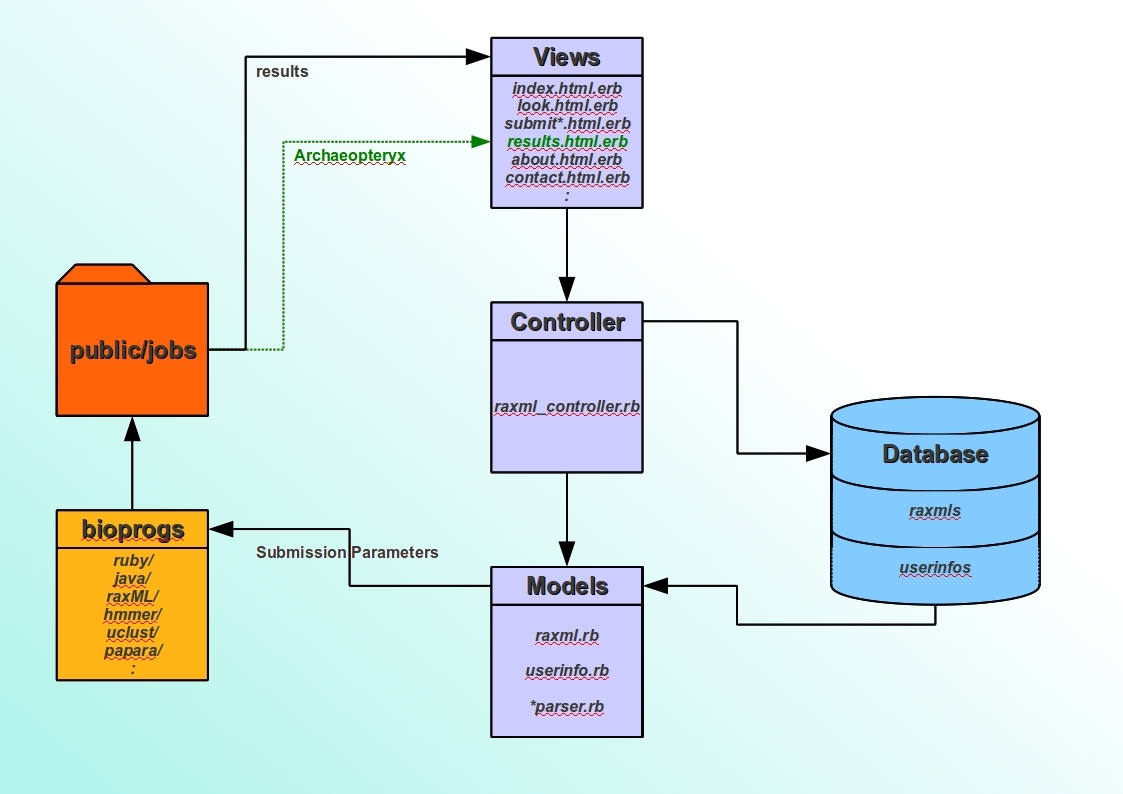 Views
index.html.erb
look.html.erb
submit*.html.erb
results.html.erb
about.html.erb
contact.html.erb
:
results
Archaeopteryx
public/jobs
Controller
raxml_controller.rb
Database
raxmls
userinfos
bioprogs
ruby/
java/
raxML/
hmmer/
uclust/
papara/
:
Submission Parameters
Models
raxml.rb
userinfo.rb
*parser.rb